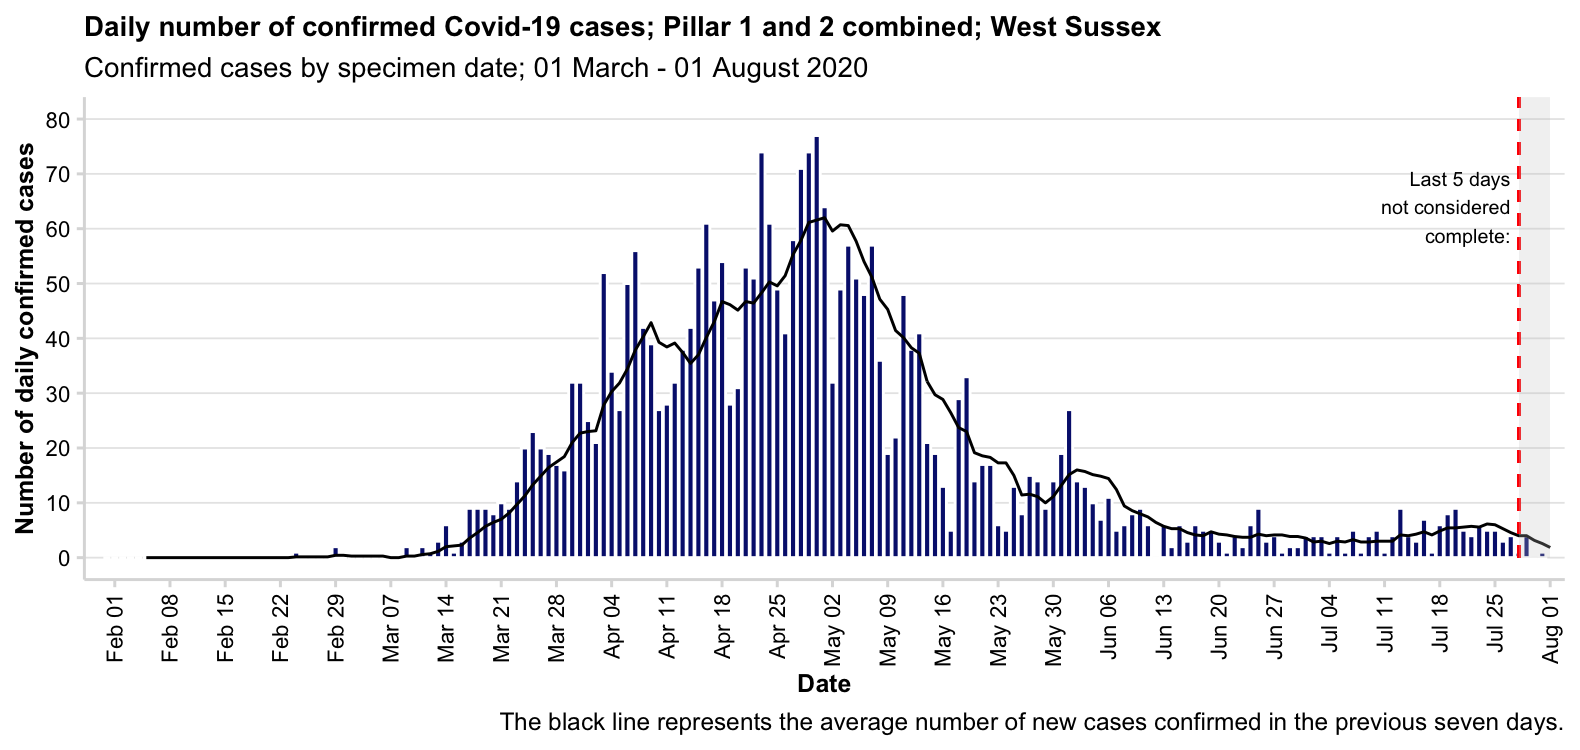 Daily number of confirmed Covid-19 cases; Pillar 1 and 2 combined; West Sussex
Confirmed cases by specimen date; 01 March - 01 August 2020
Number of daily confirmed cases
80
70
60
50
40
30
20
10
0
Last 5 days
not considered
complete:
Feb 01
Feb 08
Feb 15
Feb 22
Feb 29
Mar 07
Mar 14
Mar 21
Mar 28
Apr 04
Apr 11
Apr 18
Apr 25
May 02
May 09
May 16
May 23
May 30
Jun 06
Jun 13
Jun 20
Jun 27
Jul 04
Jul 11
Jul 18
Jul 25
Aug 01
Date
The black line represents the average number of new cases confirmed in the previous seven days.